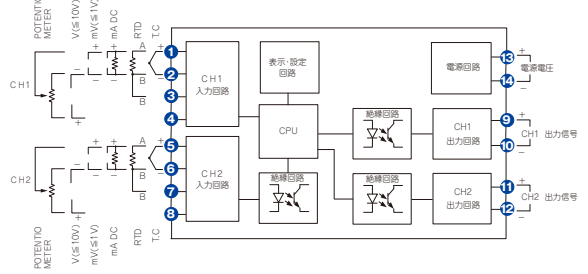 POTENTIO
METER
V(≦10V)
mV(≦1V)
mA DC
RTD
T.C
CH1
+
+
A
+
−
−
−
B
−
B
+
1
2
3
4
CH1
入力回路
表示・設定
回路
CPU
絶縁回路
CH1
出力回路
電源回路
13
14
+
電源電圧
−
9
10
+
CH1 出力信号
−
CH2
+
+
A
+
−
−
−
B
−
B
+
5
6
7
8
CH2
入力回路
絶縁回路
絶縁回路
CH2
出力回路
11
12
+
CH2 出力信号
−
POTENTIO
METER
V(≦10V)
mV(≦1V)
mA DC
RTD
T.C